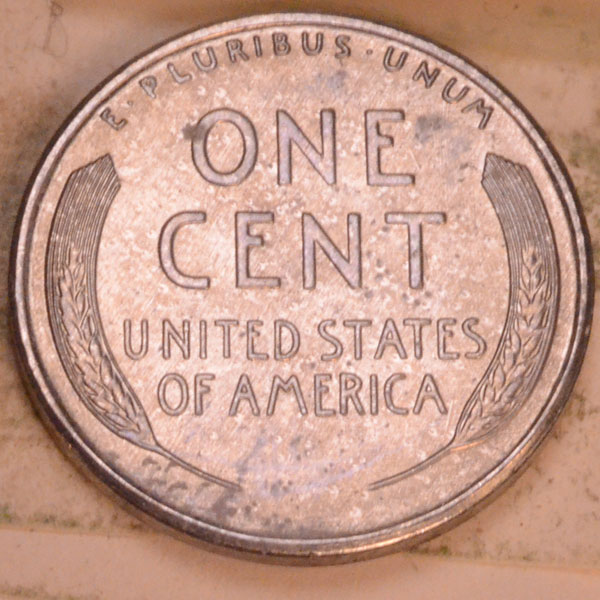 E · PLURIBUS · UNUM
ONE
CENT
UNITED STATES
OF AMERICA